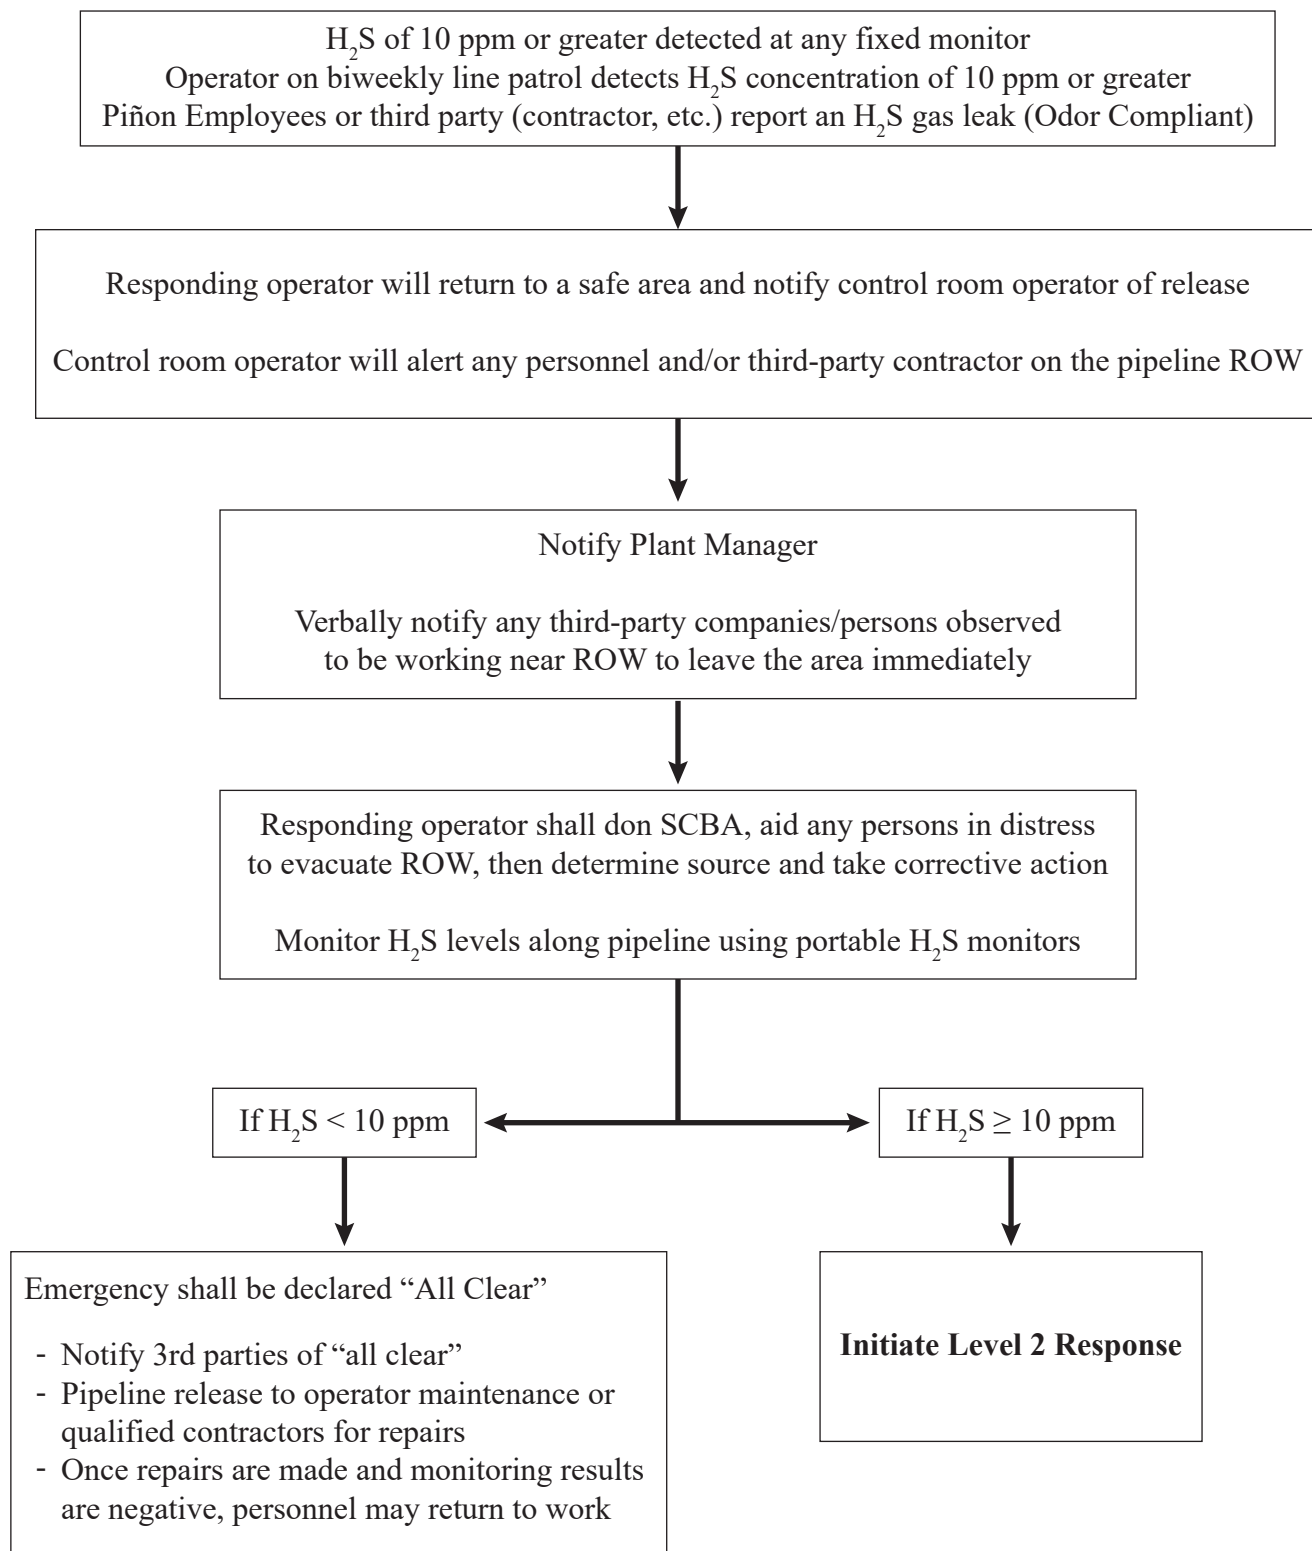 H₂S of 10 ppm or greater detected at any fixed monitor
Operator on biweekly line patrol detects H₂S concentration of 10 ppm or greater
Piñon Employees or third party (contractor, etc.) report an H₂S gas leak (Odor Compliant)
Responding operator will return to a safe area and notify control room operator of release
Control room operator will alert any personnel and/or third-party contractor on the pipeline ROW
Notify Plant Manager
Verbally notify any third-party companies/persons observed
to be working near ROW to leave the area immediately
Responding operator shall don SCBA, aid any persons in distress
to evacuate ROW, then determine source and take corrective action
Monitor H₂S levels along pipeline using portable H₂S monitors
If H₂S < 10 ppm
If H₂S ≥ 10 ppm
Emergency shall be declared “All Clear”
- Notify 3rd parties of “all clear”
- Pipeline release to operator maintenance or
qualified contractors for repairs
- Once repairs are made and monitoring results
are negative, personnel may return to work
Initiate Level 2 Response